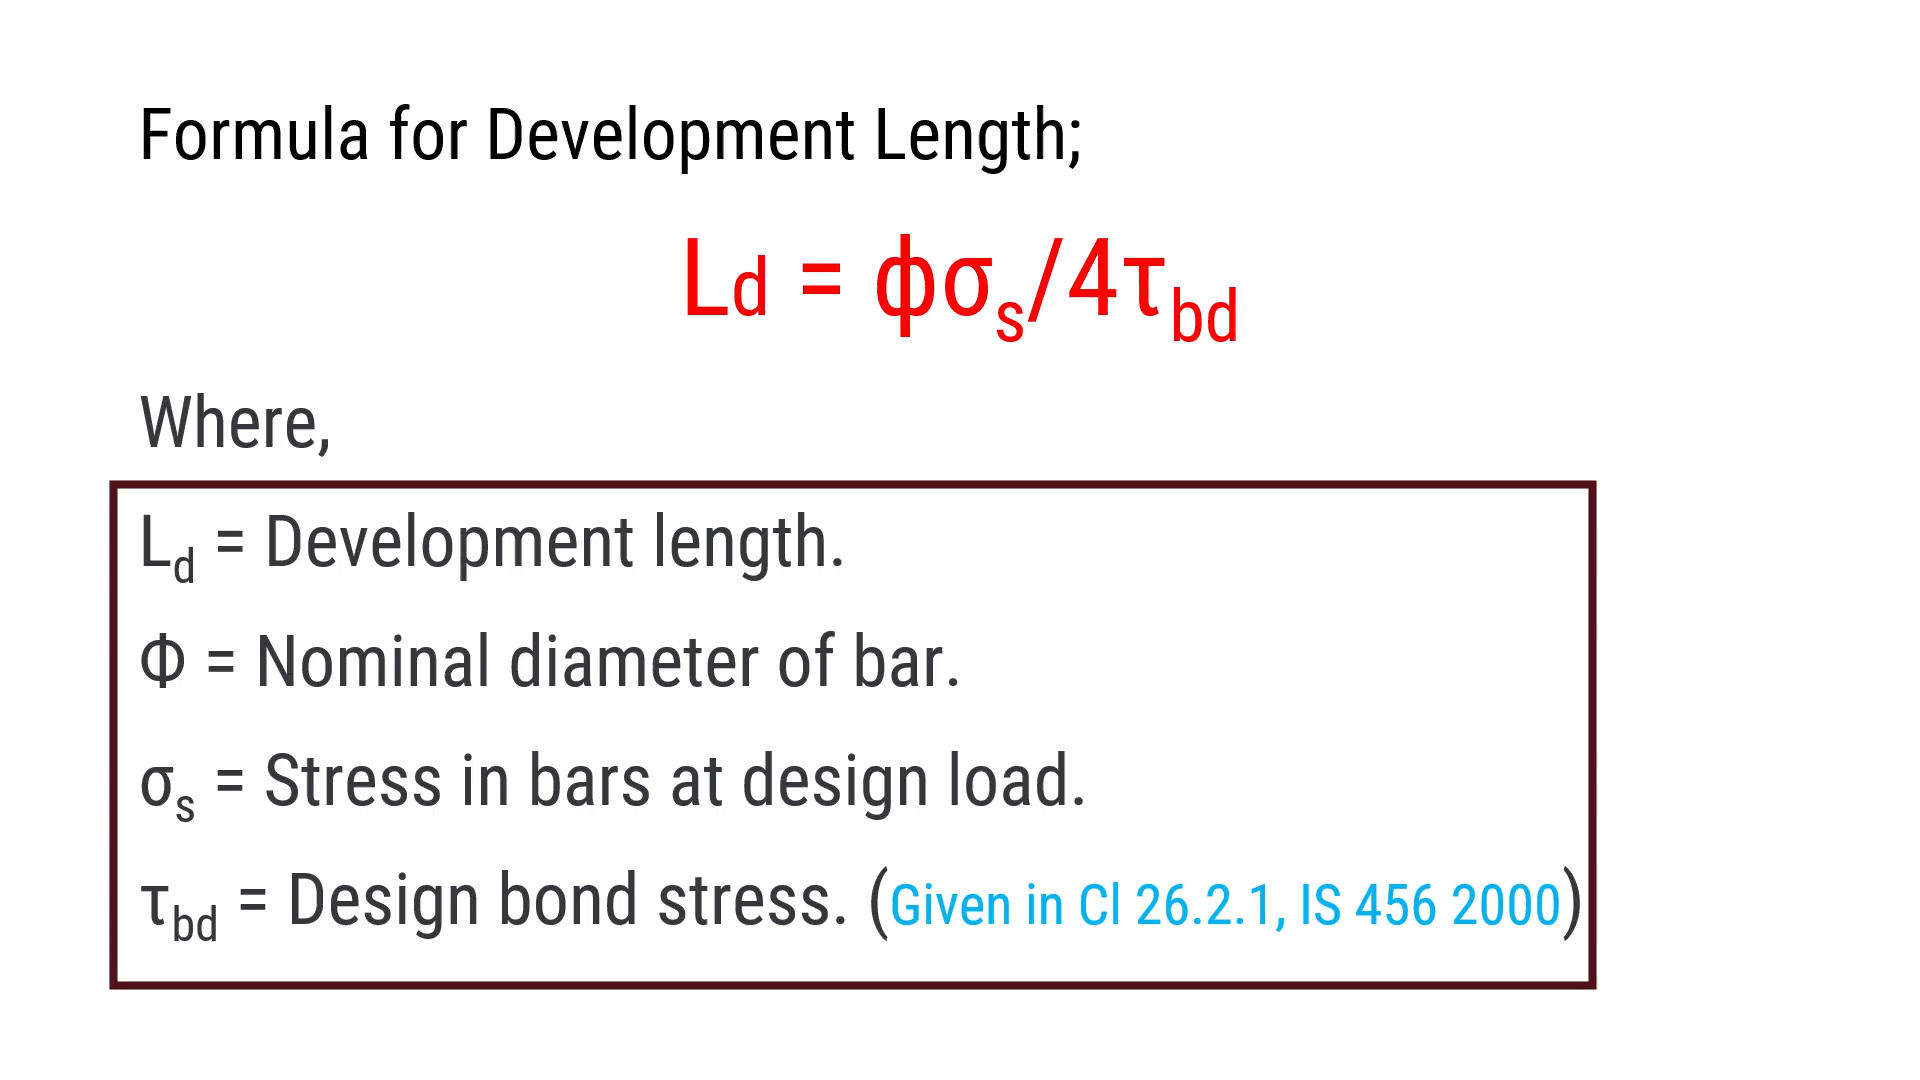 Formula for Development Length;
Ld = ϕσₛ/4τbd
Where,
Ld = Development length.
Φ = Nominal diameter of bar.
σₛ = Stress in bars at design load.
τbd = Design bond stress. (Given in Cl 26.2.1, IS 456 2000)